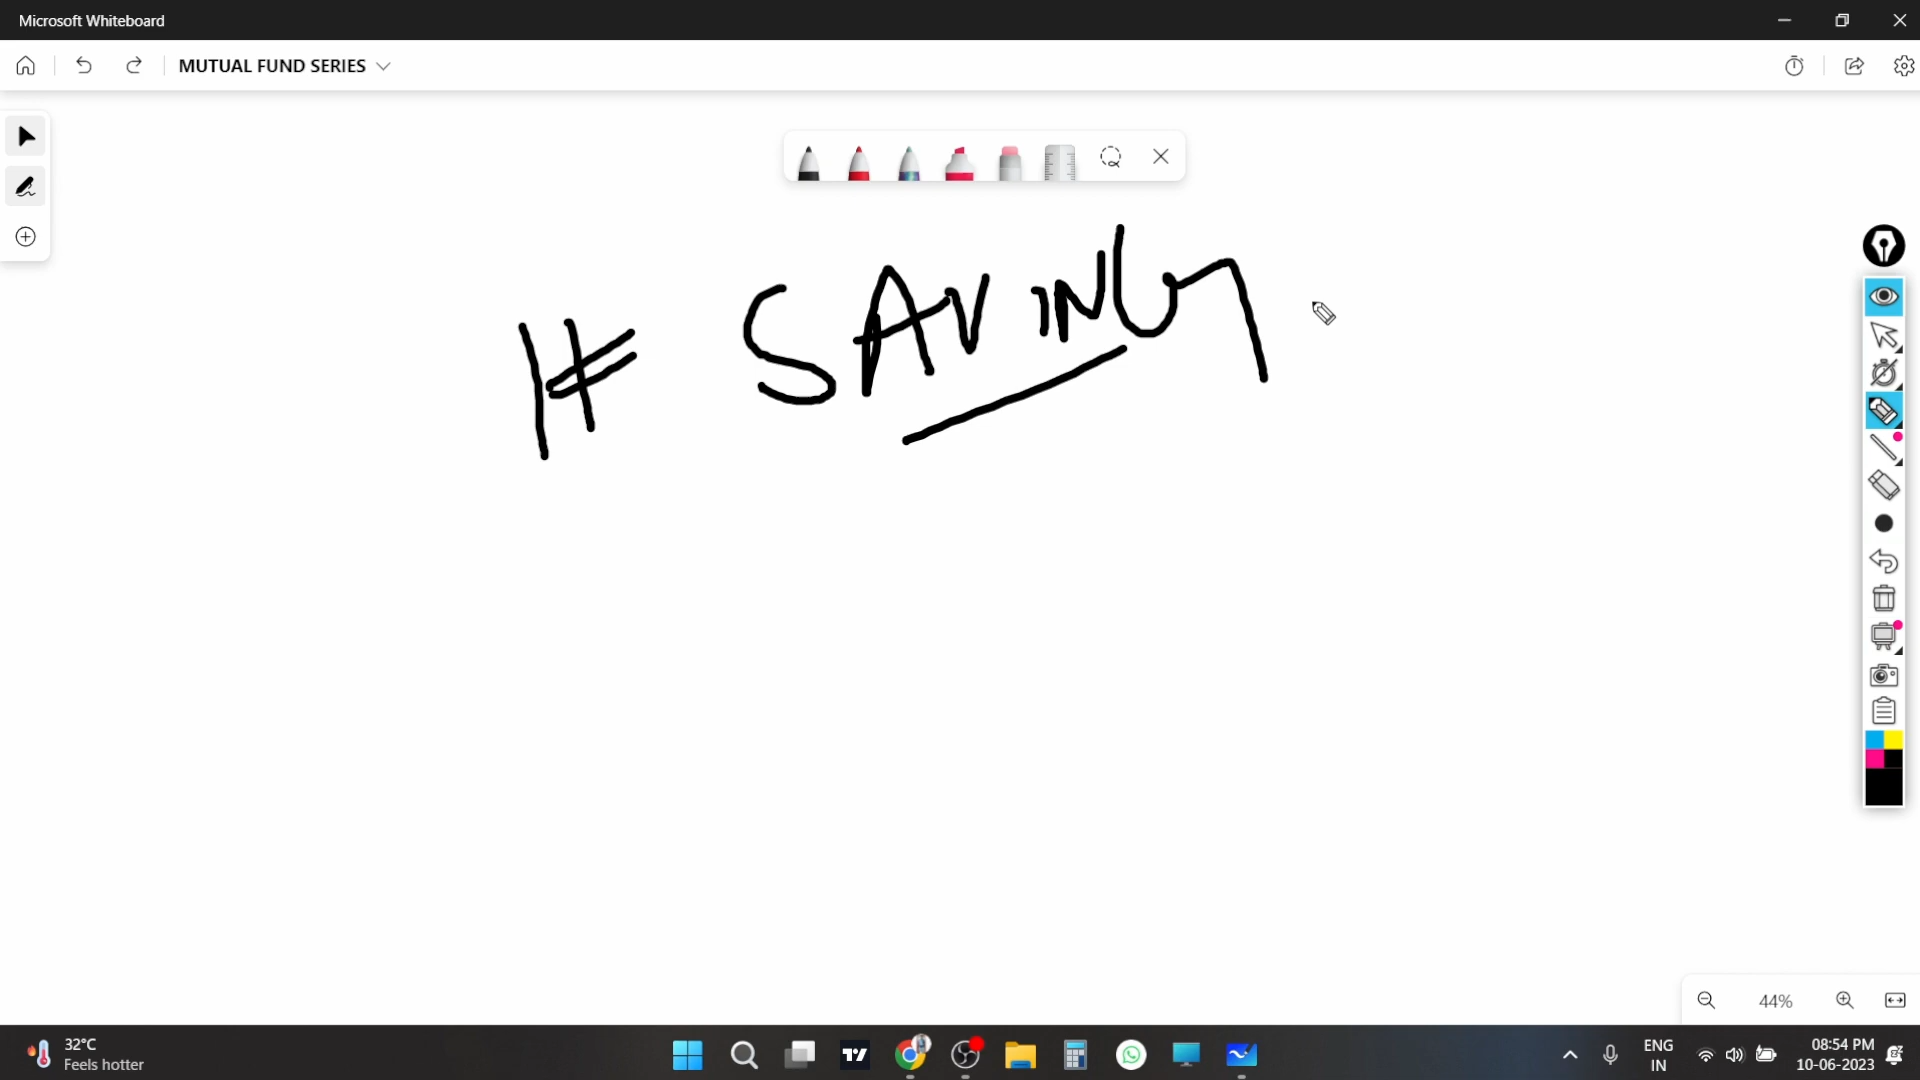 Microsoft Whiteboard
MUTUAL FUND SERIES
# SAVING
44%
32°C
Feels hotter
ENG
IN
08:54 PM
10-06-2023